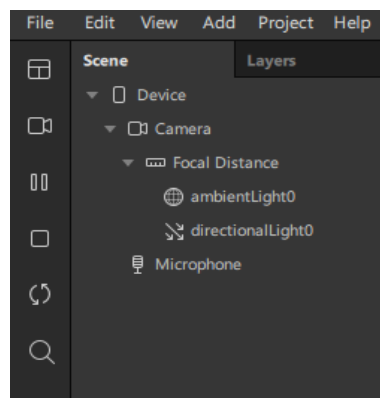 File Edit View Add Project Help
Scene Layers
Device
Camera
Focal Distance
ambientLight0
directionalLight0
Microphone